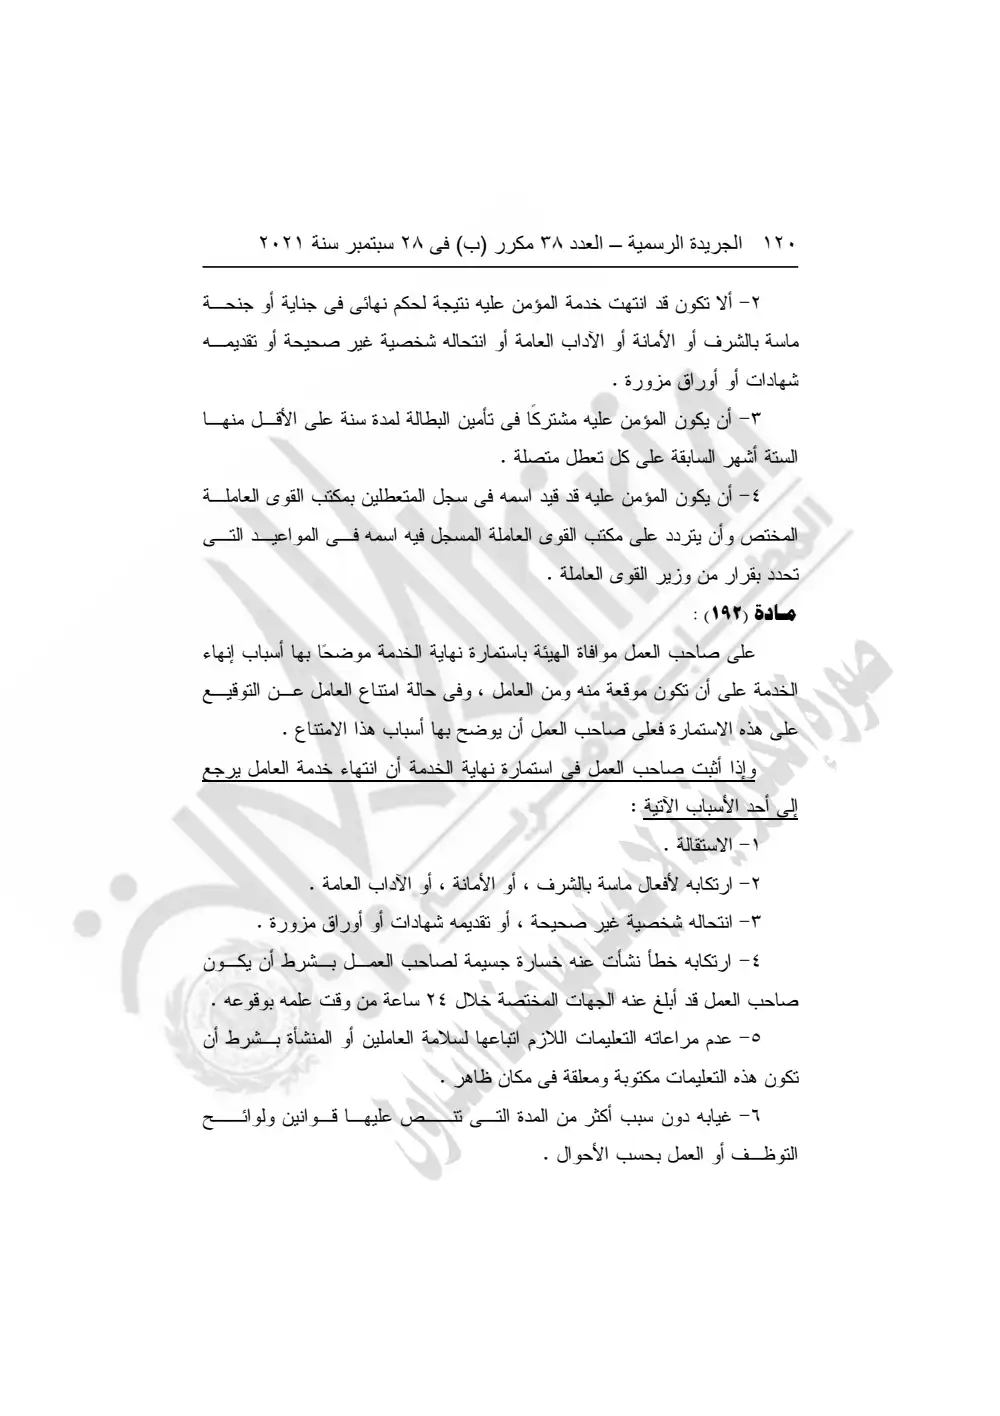 ١٢٠ الجريدة الرسمية – العدد ٣٨ مكرر (ب) فى ٢٨ سبتمبر سنة ٢٠٢١
٢- ألا تكون قد انتهت خدمة المؤمن عليه نتيجة لحكم نهائى فى جناية أو جنحة
ماسة بالشرف أو الأمانة أو الآداب العامة أو انتحاله شخصية غير صحيحة أو تقديمه
شهادات أو أوراق مزورة .
٣- أن يكون المؤمن عليه مشتركًا فى تأمين البطالة لمدة سنة على الأقل منها
الستة أشهر السابقة على كل تعطل متصلة .
٤- أن يكون المؤمن عليه قد قيد اسمه فى سجل المتعطلين بمكتب القوى العاملة
المختص وأن يتردد على مكتب القوى العاملة المسجل فيه اسمه فى المواعيد التى
تحدد بقرار من وزير القوى العاملة .
مادة (١٩٢) :
على صاحب العمل موافاة الهيئة باستمارة نهاية الخدمة موضحًا بها أسباب إنهاء
الخدمة على أن تكون موقعة منه ومن العامل ، وفى حالة امتناع العامل عن التوقيع
على هذه الاستمارة فعلى صاحب العمل أن يوضح بها أسباب هذا الامتناع .
وإذا أثبت صاحب العمل فى استمارة نهاية الخدمة أن انتهاء خدمة العامل يرجع
إلى أحد الأسباب الآتية :
١- الاستقالة .
٢- ارتكابه لأفعال ماسة بالشرف ، أو الأمانة ، أو الآداب العامة .
٣- انتحاله شخصية غير صحيحة ، أو تقديمه شهادات أو أوراق مزورة .
٤- ارتكابه خطأ نشأت عنه خسارة جسيمة لصاحب العمل بشرط أن يكون
صاحب العمل قد أبلغ عنه الجهات المختصة خلال ٢٤ ساعة من وقت علمه بوقوعه .
٥- عدم مراعاته التعليمات اللازم اتباعها لسلامة العاملين أو المنشأة بشرط أن
تكون هذه التعليمات مكتوبة ومعلقة فى مكان ظاهر .
٦- غيابه دون سبب أكثر من المدة التى تنص عليها قوانين ولوائح
التوظف أو العمل بحسب الأحوال .